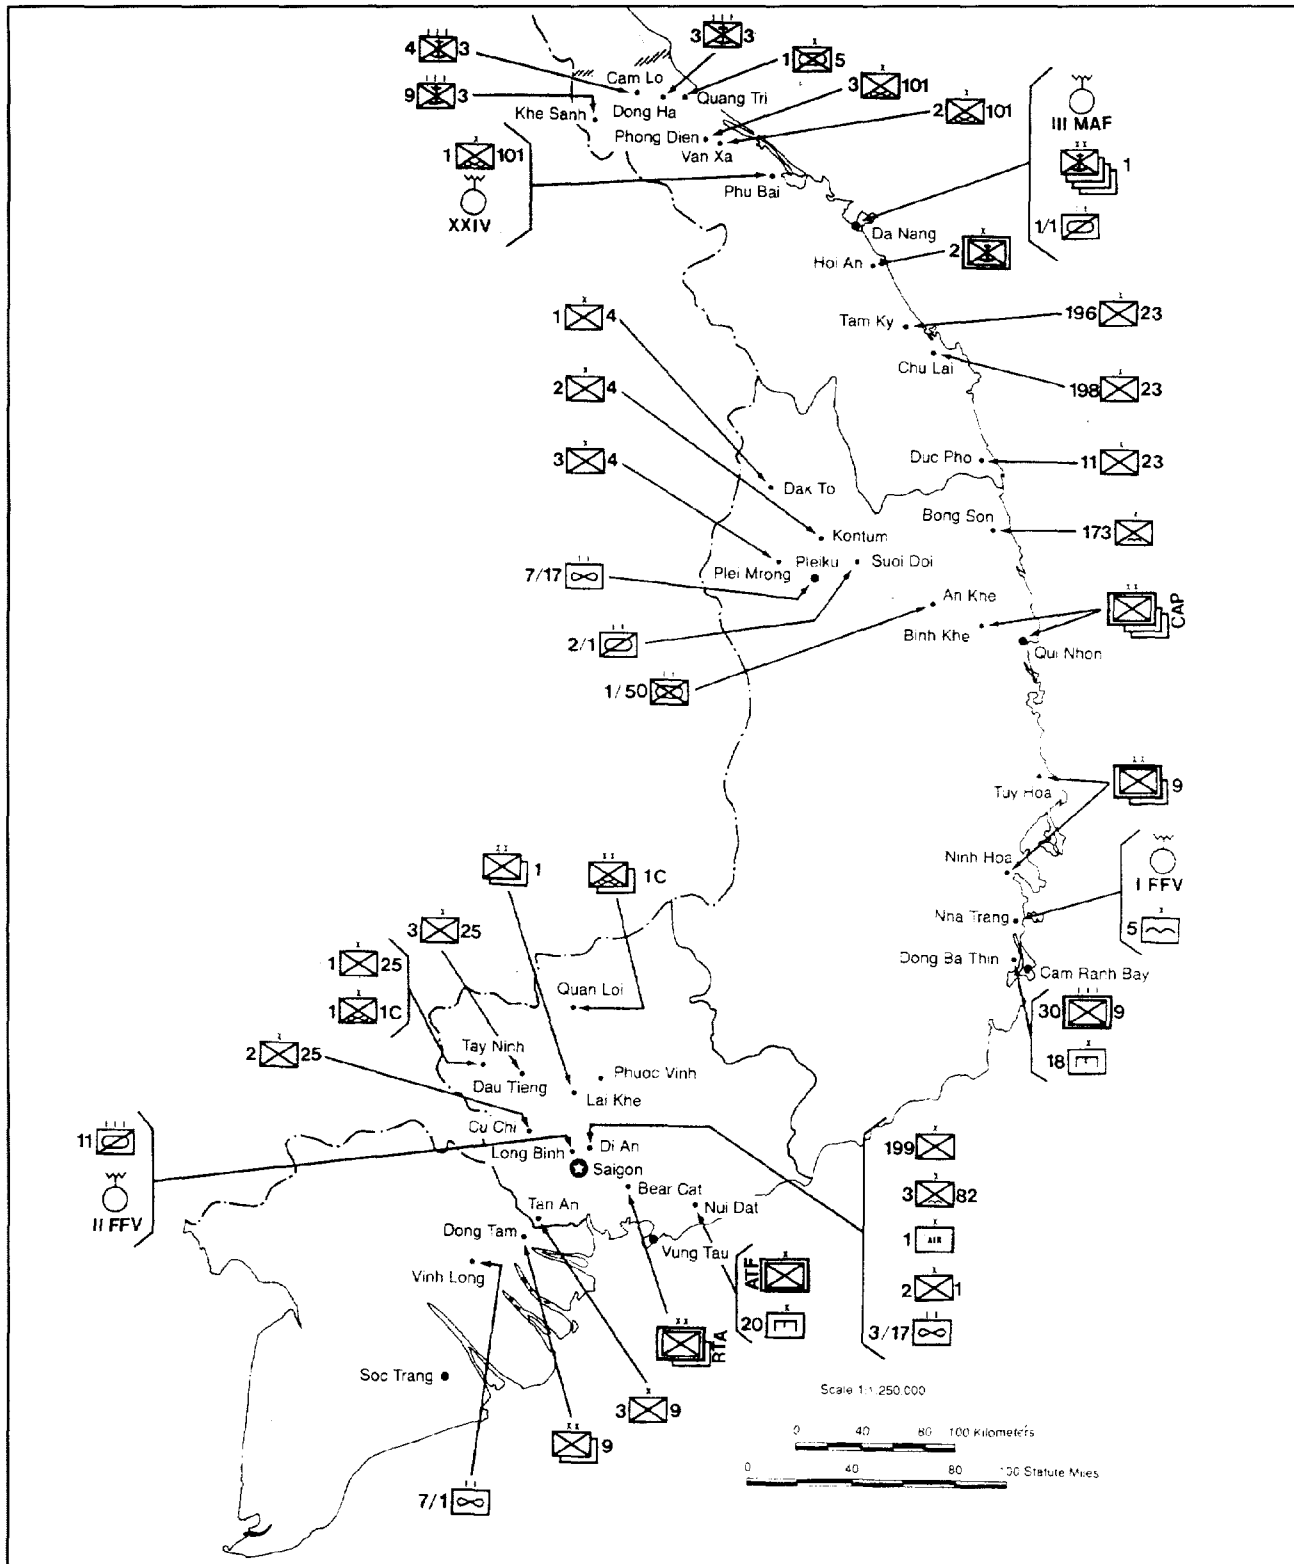 4 3
3 3
1 5
3 101
9 3
2 101
Cam Lo
Dong Ha
Quang Tri
Khe Sanh
Phong Dien
Van Xa
III MAF
1
1/1
1 101
XXIV
Phu Bai
Da Nang
2
Hoi An
1 4
Tam Ky
196 23
Chu Lai
2 4
198 23
3 4
Duc Pho
11 23
Dak To
Bong Son
173
Kontum
7/17
Plei Mrong
Pleiku
Suoi Doi
An Khe
CAP
2/1
Binh Khe
Qui Nhon
1/50
Tuy Hoa
9
Ninh Hoa
I FFV
1
1C
Nha Trang
5
3 25
1 25
Dong Ba Thin
Cam Ranh Bay
Quan Loi
1 1C
30 9
2 25
Tay Ninh
18
Dau Tieng
Phuoc Vinh
Lai Khe
11
Cu Chi
Long Binh
Di An
199
Saigon
II FFV
Bear Cat
3 82
Tan An
Nui Dat
Dong Tam
Vung Tau
1 AIR
Vinh Long
ATF
2 1
20
3/17
RTA
Soc Trang
3 9
9
7/1
Scale 1:1,250,000
0 40 80 100 Kilometers
0 40 80 100 Statute Miles